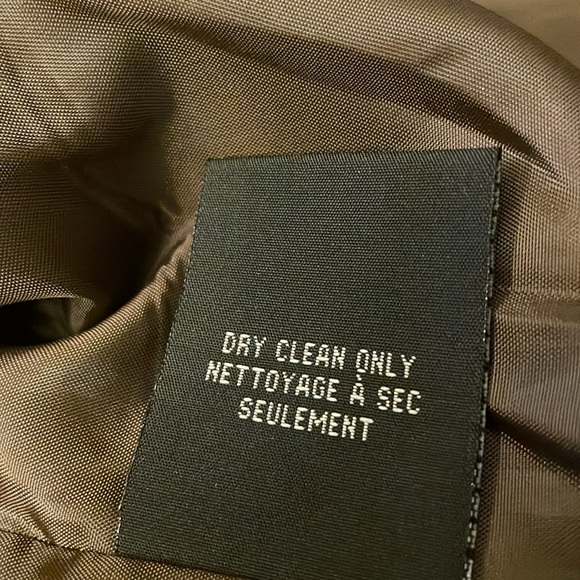 DRY CLEAN ONLY
NETTOYAGE À SEC
SEULEMENT